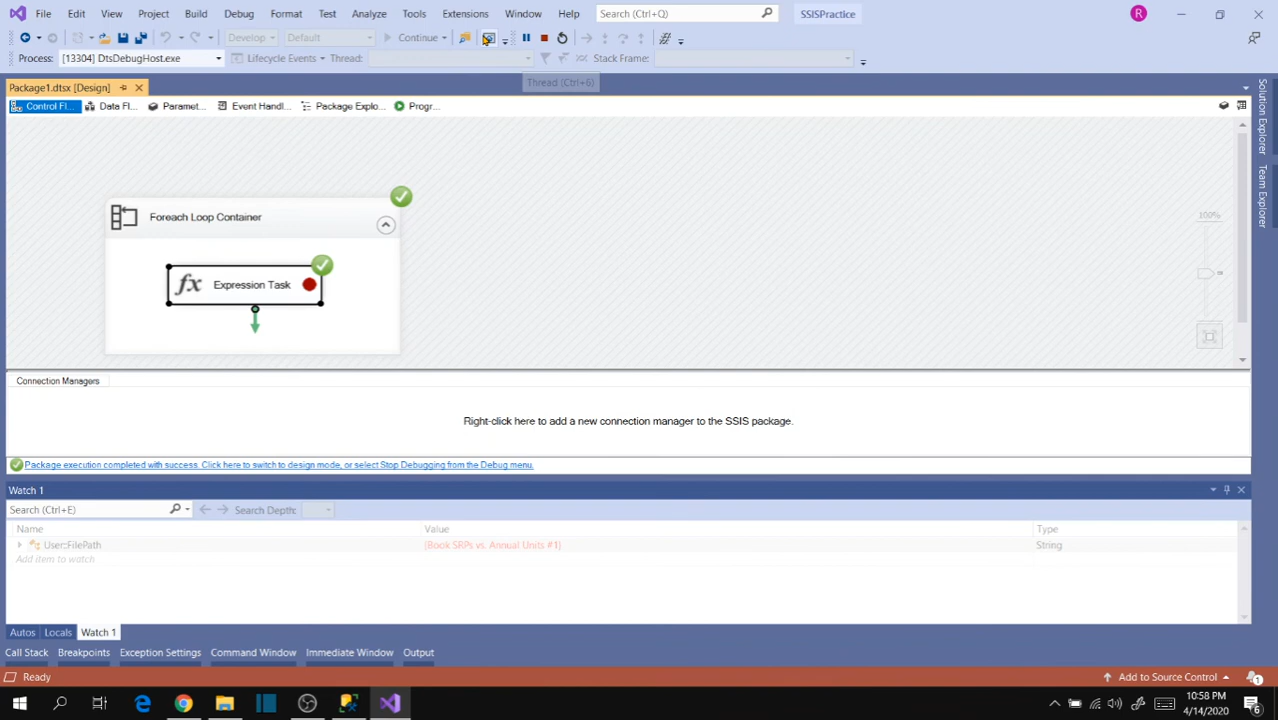 File Edit View Project Build Debug Format Test Analyze Tools Extensions Window Help Search (Ctrl+Q) SSISPractice R
Develop Default Continue
Process: [13304] DtsDebugHost.exe Lifecycle Events Thread: Stack Frame:
Thread (Ctrl+6)
Package1.dtsx [Design]
Control Fl... Data Fl... Paramet... Event Handl... Package Explo... Progr...
Solution Explorer
Team Explorer
Foreach Loop Container
100%
fx Expression Task
Connection Managers
Right-click here to add a new connection manager to the SSIS package.
Package execution completed with success. Click here to switch to design mode, or select Stop Debugging from the Debug menu.
Watch 1
Search (Ctrl+E) Search Depth:
Name Value Type
User::FilePath {Book SRPs vs. Annual Units #1} String
Add item to watch
Autos Locals Watch 1
Call Stack Breakpoints Exception Settings Command Window Immediate Window Output
Ready Add to Source Control 1
10:58 PM
4/14/2020
6